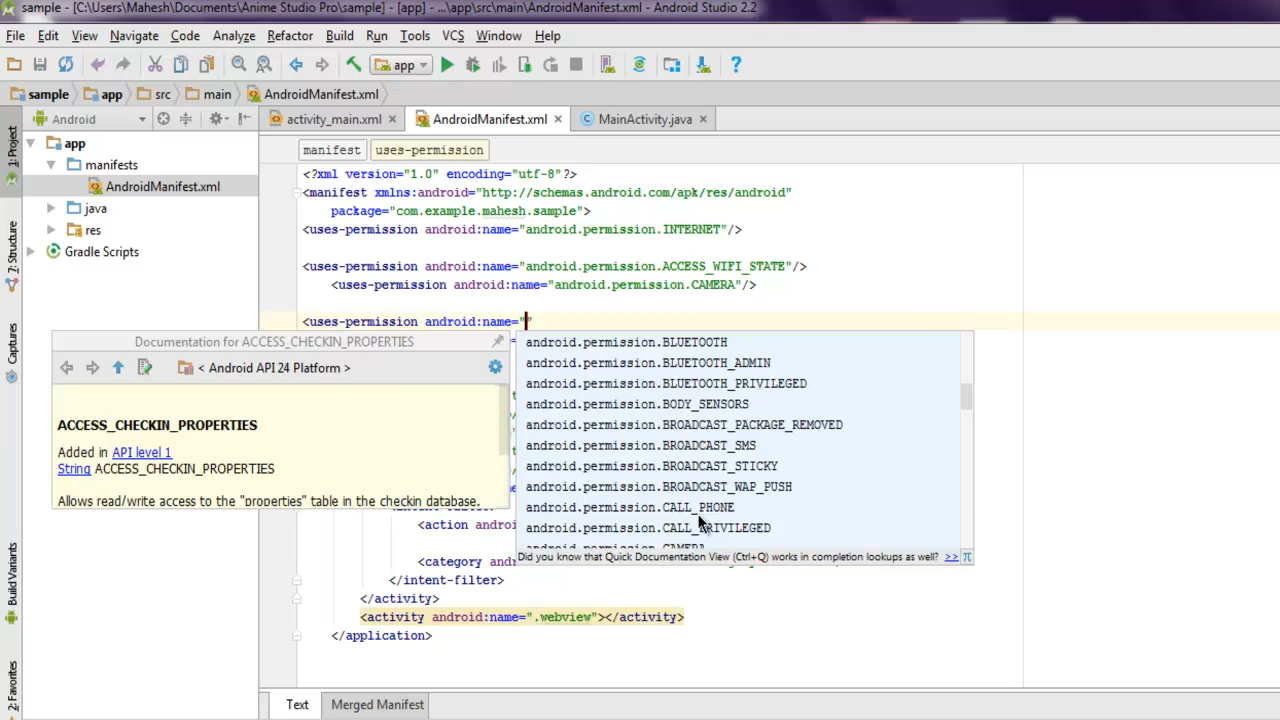 sample - [C:\Users\Mahesh\Documents\Anime Studio Pro\sample] - [app] - ...\app\src\main\AndroidManifest.xml - Android Studio 2.2
File Edit View Navigate Code Analyze Refactor Build Run Tools VCS Window Help
app
sample app src main AndroidManifest.xml
Android
activity_main.xml AndroidManifest.xml MainActivity.java
1: Project
7: Structure
Captures
Build Variants
2: Favorites
app
manifests
AndroidManifest.xml
java
res
Gradle Scripts
manifest uses-permission
<?xml version="1.0" encoding="utf-8"?>
<manifest xmlns:android="http://schemas.android.com/apk/res/android"
package="com.example.mahesh.sample">
<uses-permission android:name="android.permission.INTERNET"/>
<uses-permission android:name="android.permission.ACCESS_WIFI_STATE"/>
<uses-permission android:name="android.permission.CAMERA"/>
<uses-permission android:name=""
Documentation for ACCESS_CHECKIN_PROPERTIES
< Android API 24 Platform >
ACCESS_CHECKIN_PROPERTIES
Added in API level 1
String ACCESS_CHECKIN_PROPERTIES
Allows read/write access to the "properties" table in the checkin database,
android.permission.BLUETOOTH
android.permission.BLUETOOTH_ADMIN
android.permission.BLUETOOTH_PRIVILEGED
android.permission.BODY_SENSORS
android.permission.BROADCAST_PACKAGE_REMOVED
android.permission.BROADCAST_SMS
android.permission.BROADCAST_STICKY
android.permission.BROADCAST_WAP_PUSH
android.permission.CALL_PHONE
android.permission.CALL_PRIVILEGED
android.permission.CAMERA
Did you know that Quick Documentation View (Ctrl+Q) works in completion lookups as well? >> π
<action andro
<category and
</intent-filter>
</activity>
<activity android:name=".webview"></activity>
</application>
Text Merged Manifest